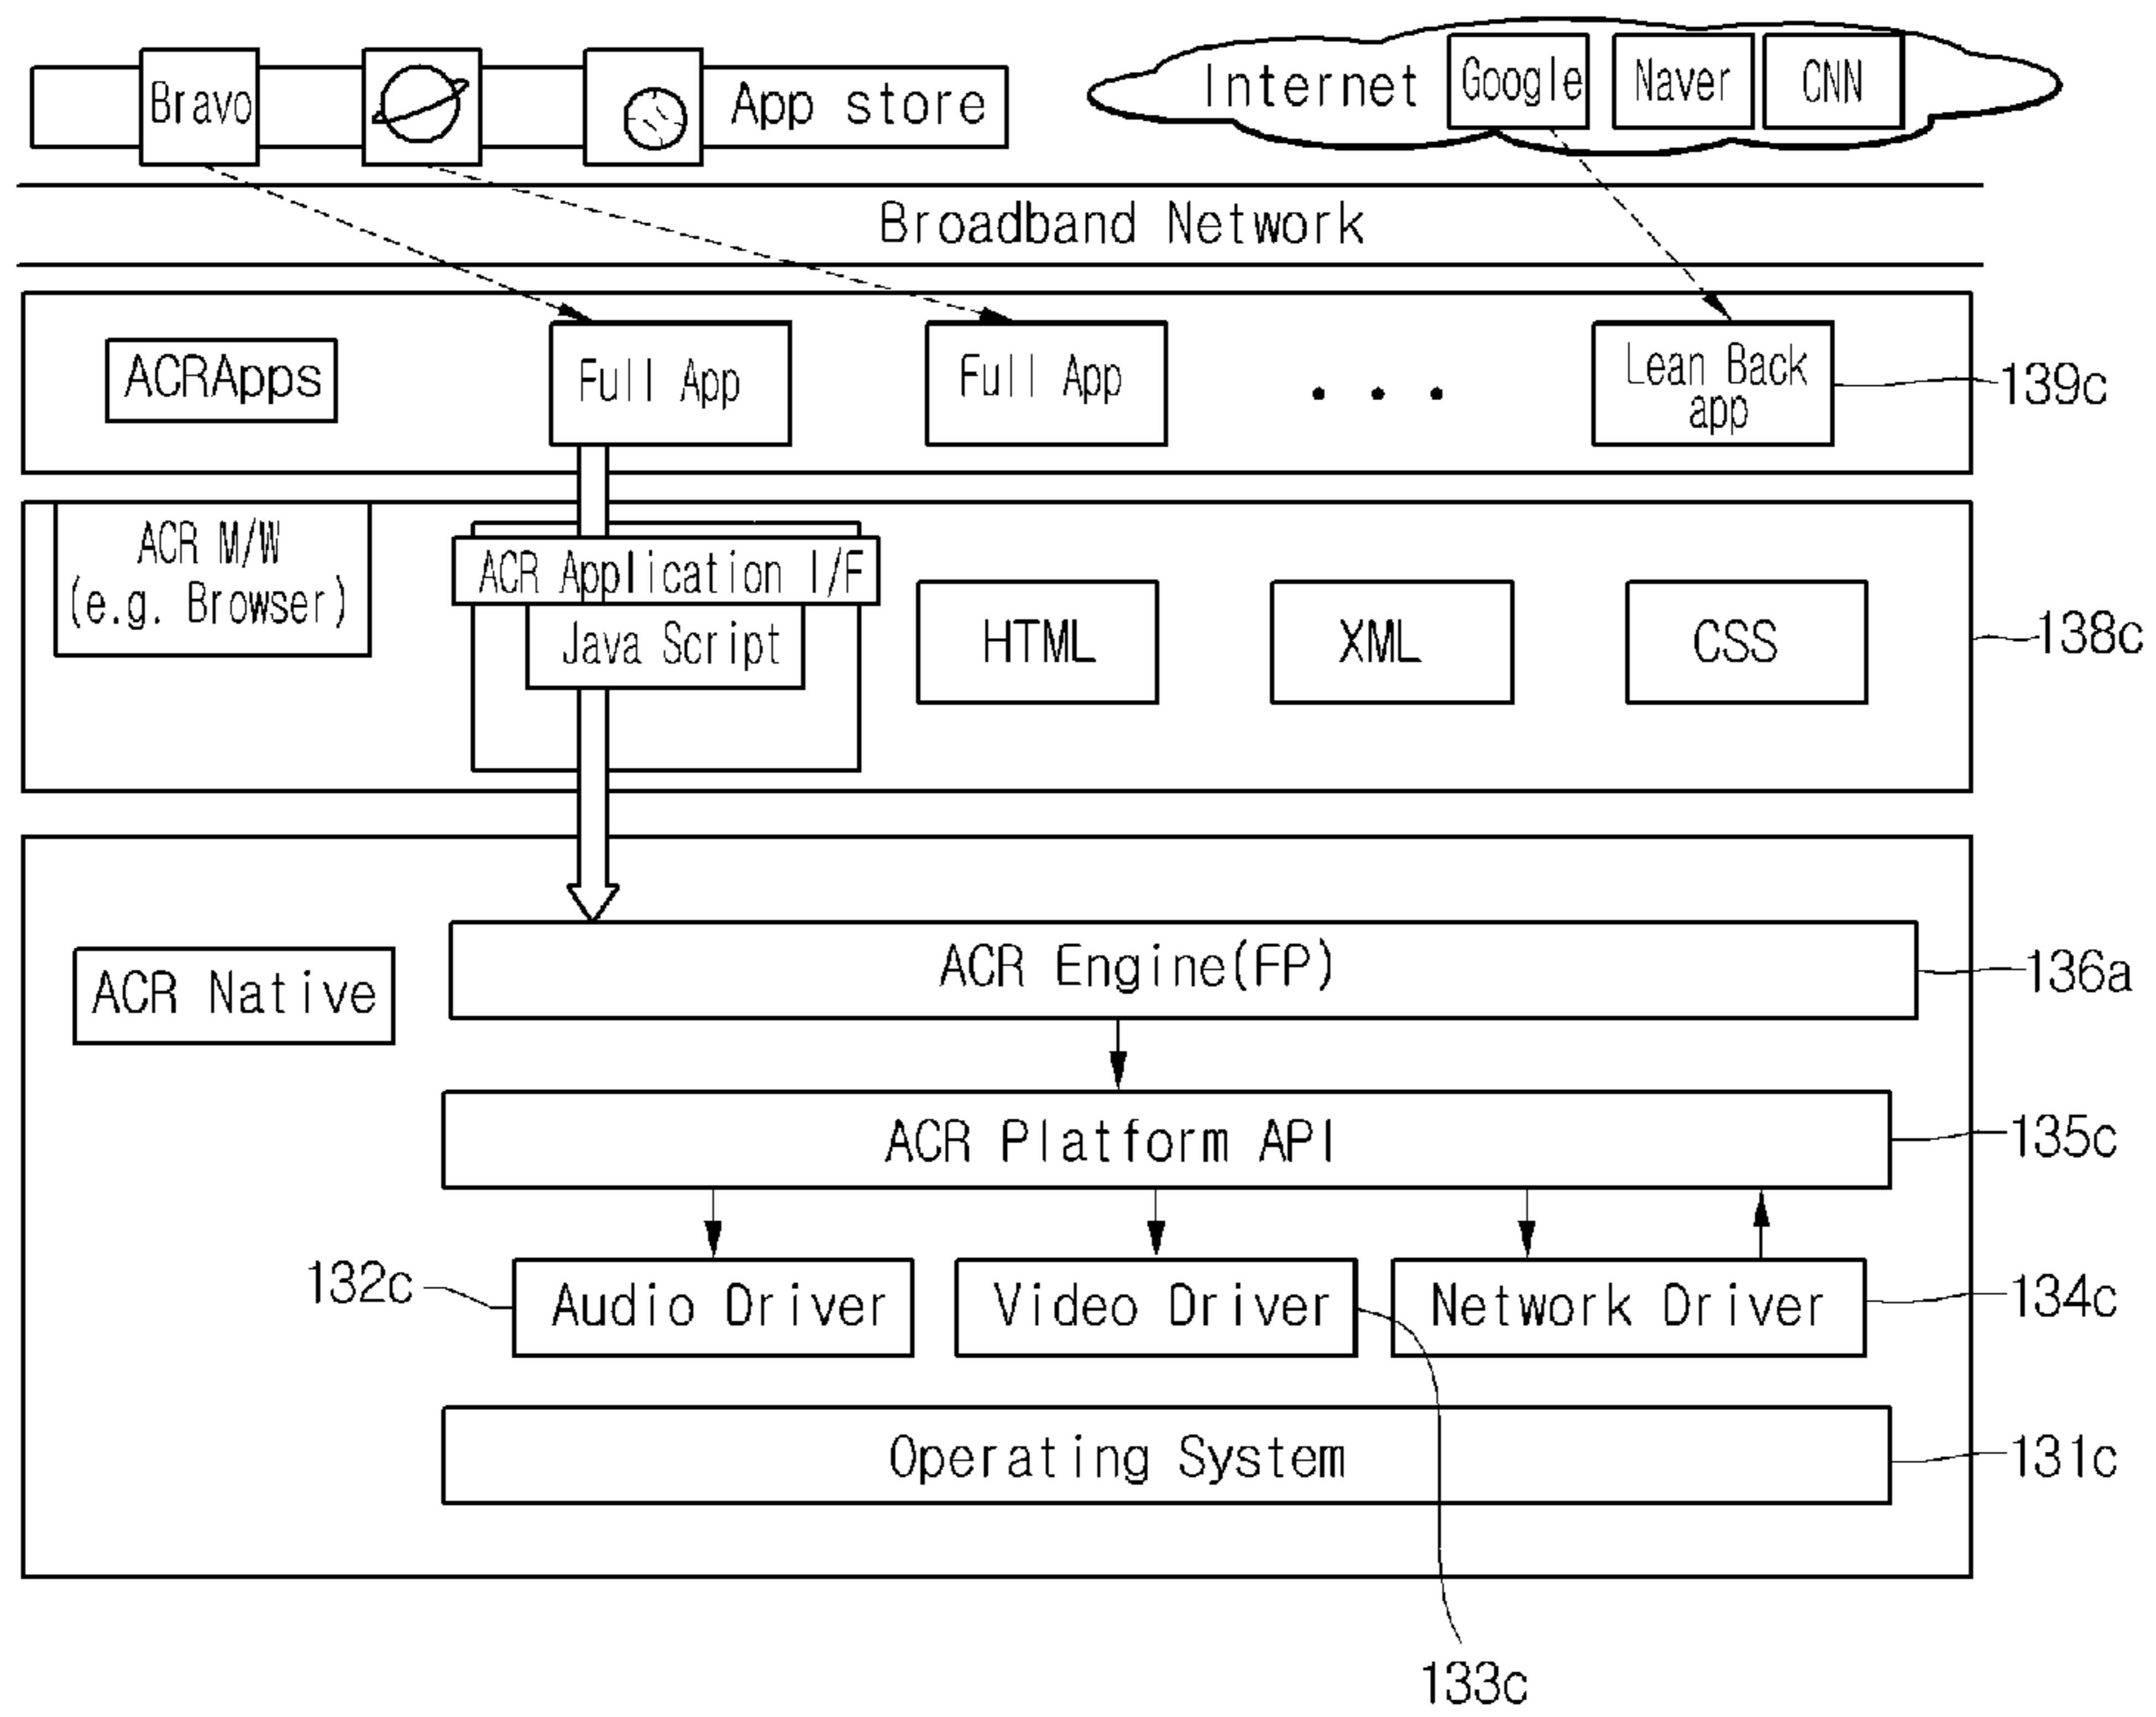 Bravo
App store
Internet
Google
Naver
CNN
Broadband Network
ACRApps
Full App
Full App
. . .
Lean Back
app
139c
ACR M/W
(e.g. Browser)
ACR Application I/F
Java Script
HTML
XML
CSS
138c
ACR Native
ACR Engine(FP)
136a
ACR Platform API
135c
132c
Audio Driver
Video Driver
Network Driver
134c
Operating System
131c
133c